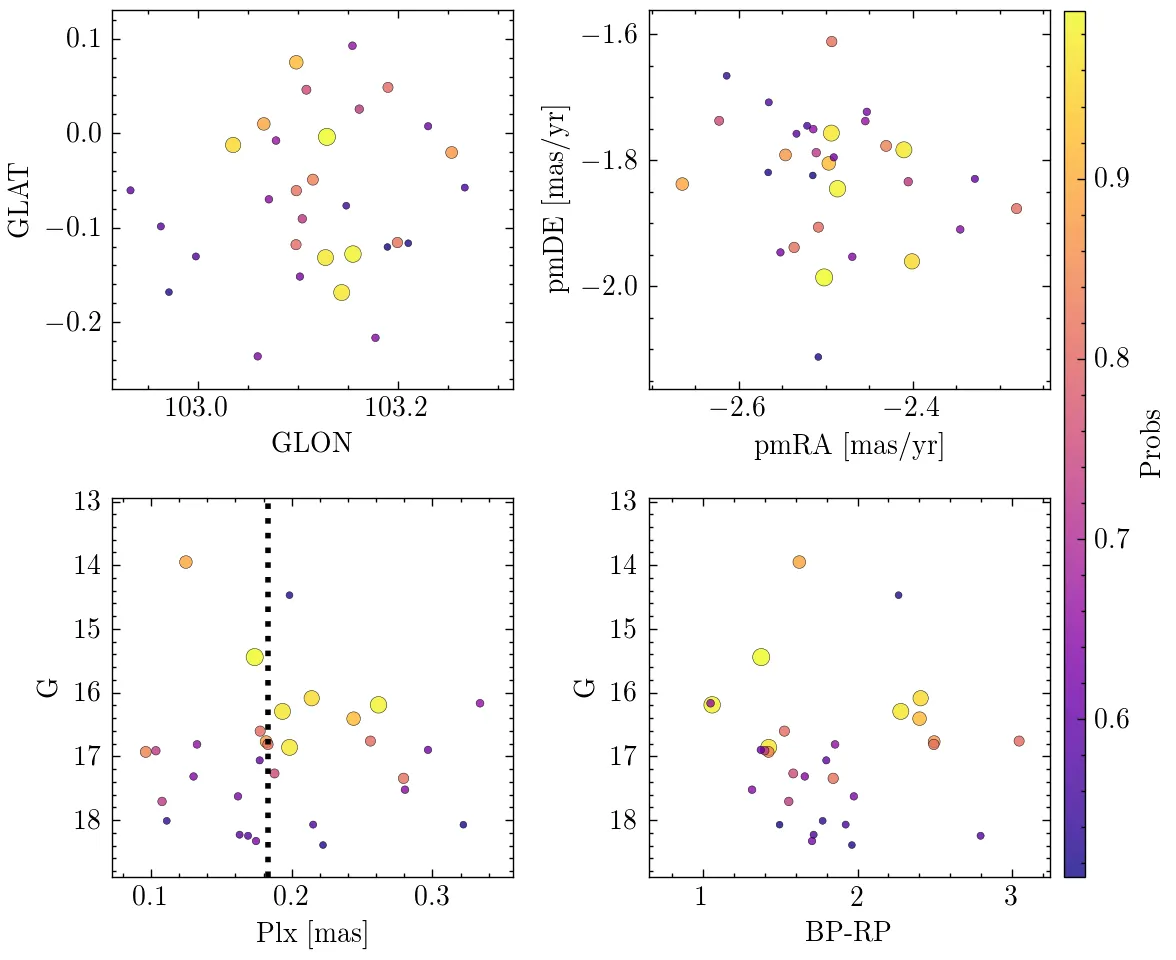 0.1
0.0
−0.1
−0.2
GLAT
103.0 103.2
GLON
−1.6
−1.8
−2.0
pmDE [mas/yr]
−2.6 −2.4
pmRA [mas/yr]
0.9
0.8
0.7
0.6
Probs
13
14
15
16
17
18
G
0.1 0.2 0.3
Plx [mas]
13
14
15
16
17
18
G
1 2 3
BP-RP